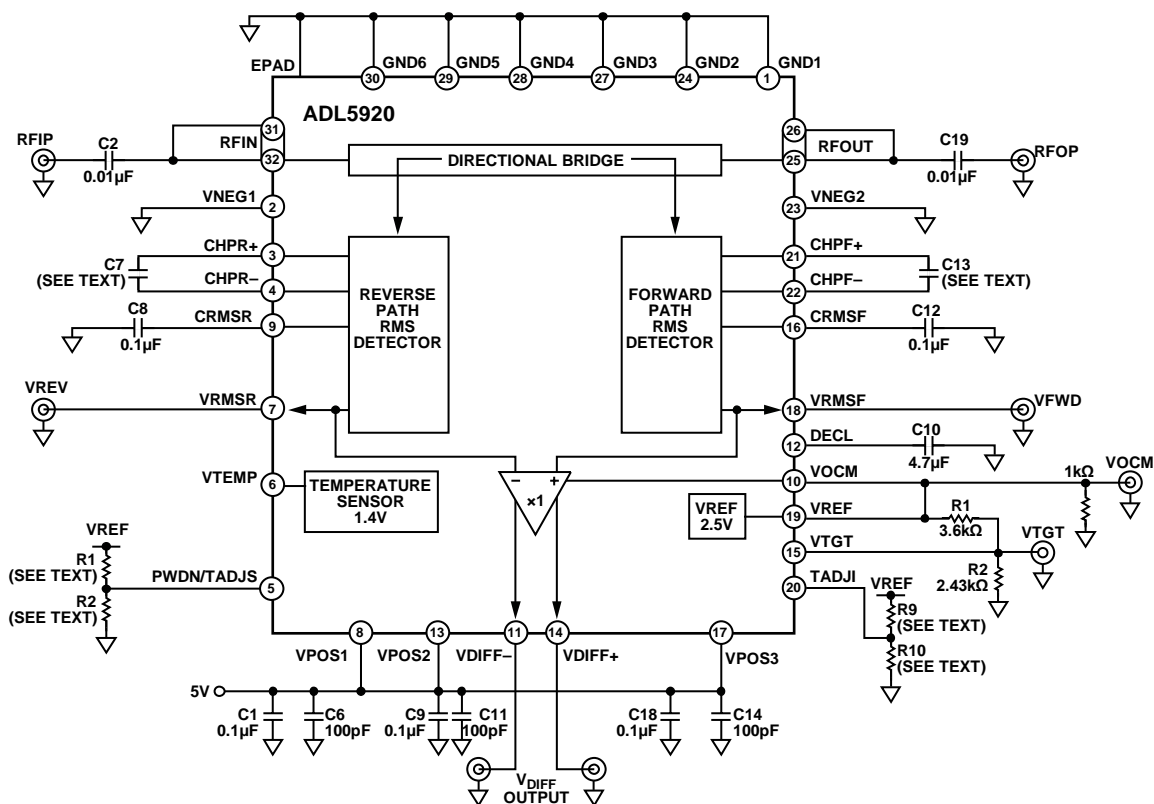 EPAD
GND6
GND5
GND4
GND3
GND2
GND1
30
29
28
27
24
1
ADL5920
RFIP
C2
0.01µF
31
RFIN
32
DIRECTIONAL BRIDGE
26
RFOUT
25
C19
0.01µF
RFOP
VNEG1
2
23
VNEG2
CHPR+
3
C7
(SEE TEXT)
CHPR–
4
C8
0.1µF
CRMSR
9
REVERSE
PATH
RMS
DETECTOR
FORWARD
PATH
RMS
DETECTOR
21
CHPF+
22
CHPF–
C13
(SEE TEXT)
16
CRMSF
C12
0.1µF
VREV
VRMSR
7
18
VRMSF
VFWD
12
DECL
C10
4.7µF
VTEMP
6
TEMPERATURE
SENSOR
1.4V
– +
×1
10
VOCM
1kΩ
VOCM
VREF
2.5V
19
VREF
R1
3.6kΩ
15
VTGT
VTGT
R2
2.43kΩ
VREF
R1
(SEE TEXT)
R2
(SEE TEXT)
PWDN/TADJS
5
20
TADJI
VREF
R9
(SEE TEXT)
R10
(SEE TEXT)
8
13
11
14
17
VPOS1
VPOS2
VDIFF–
VDIFF+
VPOS3
5V
C1
0.1µF
C6
100pF
C9
0.1µF
C11
100pF
C18
0.1µF
C14
100pF
VDIFF
OUTPUT